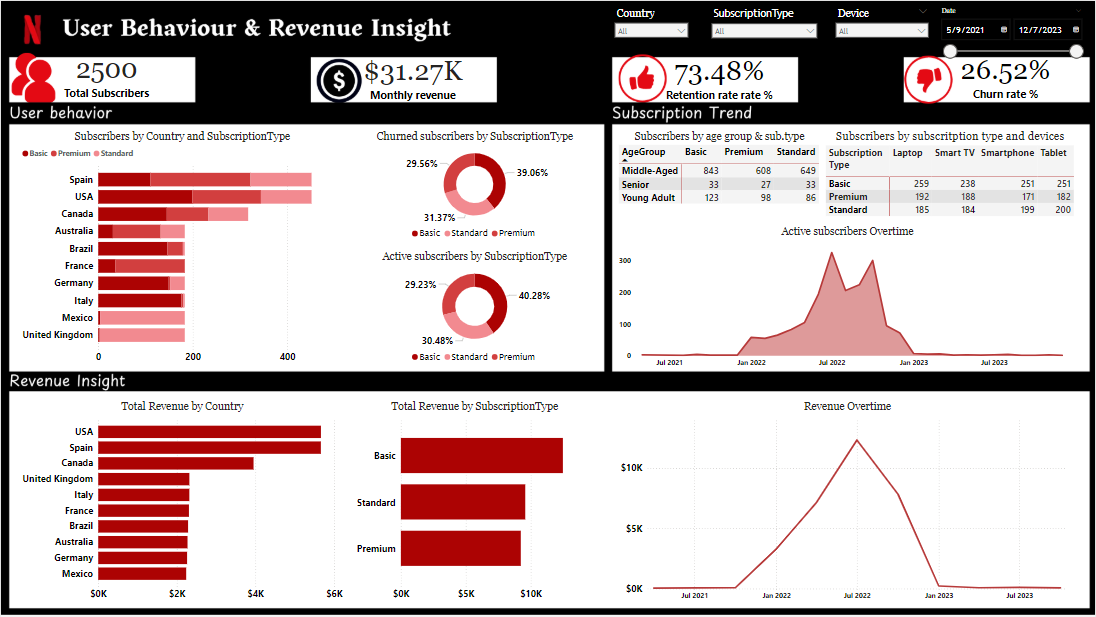 User Behaviour & Revenue Insight
Country
All
SubscriptionType
All
Device
All
Date
5/9/2021
12/7/2023
2500
Total Subscribers
$31.27K
Monthly revenue
73.48%
Retention rate rate %
26.52%
Churn rate %
User behavior
Subscription Trend
Subscribers by Country and SubscriptionType
Basic Premium Standard
Spain
USA
Canada
Australia
Brazil
France
Germany
Italy
Mexico
United Kingdom
0 200 400
Churned subscribers by SubscriptionType
29.56%
39.06%
31.37%
Basic Standard Premium
Active subscribers by SubscriptionType
29.23%
40.28%
30.48%
Basic Standard Premium
Subscribers by age group & sub.type
AgeGroup Basic Premium Standard
Middle-Aged 843 608 649
Senior 33 27 33
Young Adult 123 98 86
Subscribers by subscritption type and devices
Subscription Type Laptop Smart TV Smartphone Tablet
Basic 259 238 251 251
Premium 192 188 171 182
Standard 185 184 199 200
Active subscribers Overtime
300
200
100
0
Jul 2021 Jan 2022 Jul 2022 Jan 2023 Jul 2023
Revenue Insight
Total Revenue by Country
USA
Spain
Canada
United Kingdom
Italy
France
Brazil
Australia
Germany
Mexico
$0K $2K $4K $6K
Total Revenue by SubscriptionType
Basic
Standard
Premium
$0K $5K $10K
Revenue Overtime
$10K
$5K
$0K
Jul 2021 Jan 2022 Jul 2022 Jan 2023 Jul 2023